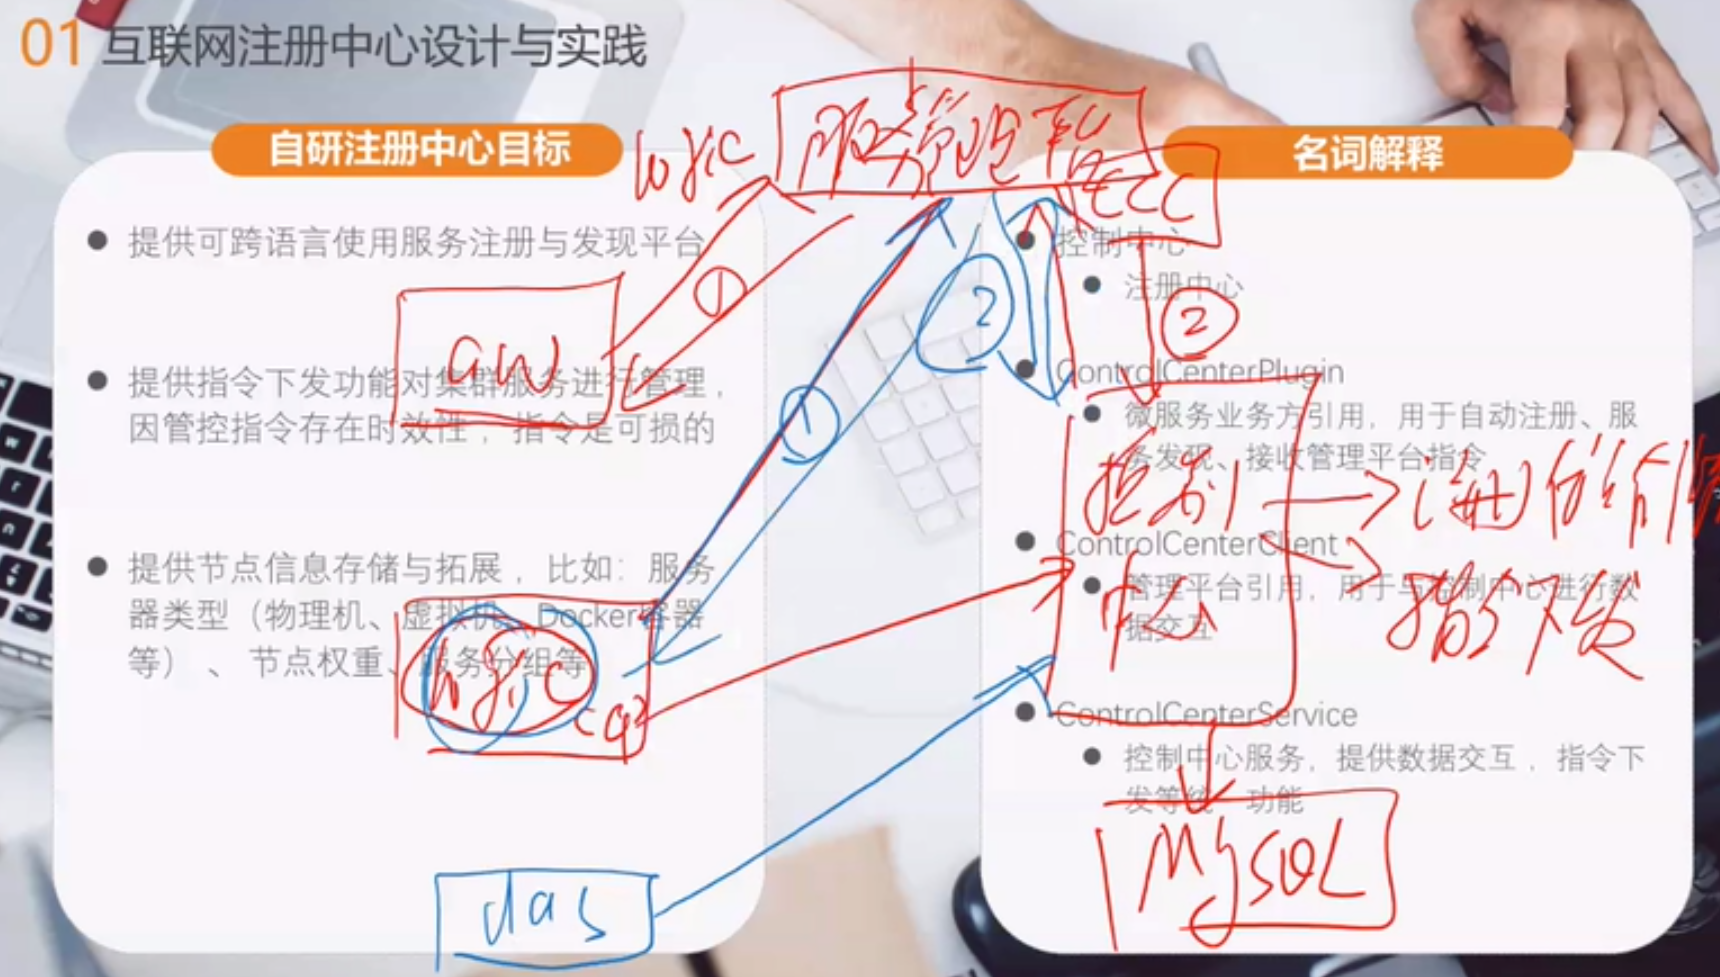 01 互联网注册中心设计与实践
自研注册中心目标
提供可跨语言使用服务注册与发现平台
提供指令下发功能对集群服务进行管理，
因管控指令存在时效性，指令是可损的
提供节点信息存储与拓展，比如：服务
器类型（物理机、虚拟机、Docker容器
等）、节点权重、服务分组等
名词解释
控制中心
注册中心
ControlCenterPlugin
微服务业务方引用，用于自动注册、服
务发现、接收管理平台指令
ControlCenterClient
管理平台引用，用于与控制中心进行数
据交互
ControlCenterService
控制中心服务，提供数据交互，指令下
发等统一功能
logic
服务管理平台
CCC
①
②
①
②
aw
logic
ccp
das
控制
中心
指令下发
MySQL